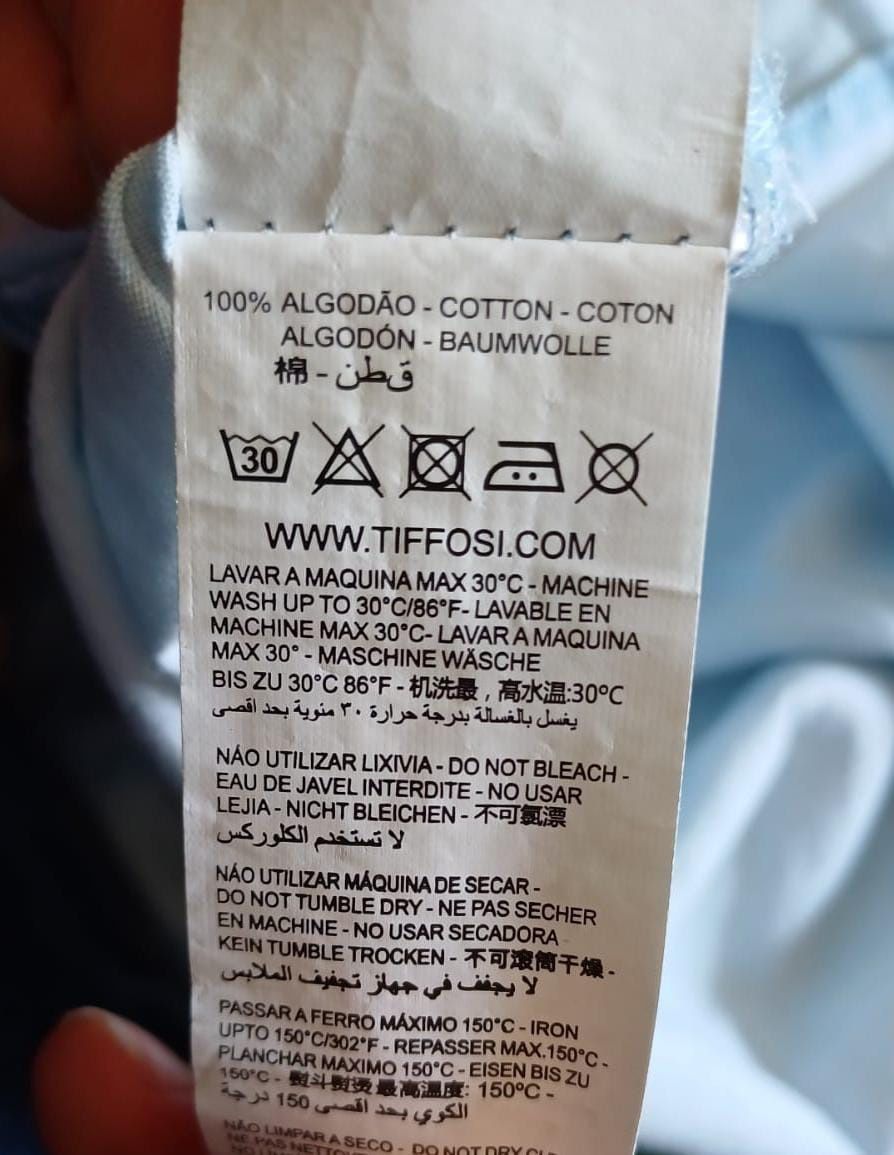 100% ALGODÃO - COTTON - COTON
ALGODÓN - BAUMWOLLE
棉 - قطن
30
WWW.TIFFOSI.COM
LAVAR A MAQUINA MAX 30°C - MACHINE
WASH UP TO 30°C/86°F- LAVABLE EN
MACHINE MAX 30°C- LAVAR A MAQUINA
MAX 30° - MASCHINE WÄSCHE
BIS ZU 30°C 86°F - 机洗最 , 高水温:30°C
يغسل بالغسالة بدرجة حرارة ٣٠ منوية بحد اقصى
NÁO UTILIZAR LIXIVIA - DO NOT BLEACH -
EAU DE JAVEL INTERDITE - NO USAR
LEJIA - NICHT BLEICHEN - 不可氯漂
لا تستخدم الكلوركس
NÁO UTILIZAR MÁQUINA DE SECAR -
DO NOT TUMBLE DRY - NE PAS SECHER
EN MACHINE - NO USAR SECADORA
KEIN TUMBLE TROCKEN - 不可滚筒干燥 -
لا يجفف في جهاز تجفيف الملابس
PASSAR A FERRO MÁXIMO 150°C - IRON
UPTO 150°C/302°F - REPASSER MAX.150°C -
PLANCHAR MAXIMO 150°C - EISEN BIS ZU
150°C - 熨斗熨烫最高温度: 150°C -
الكوي بحد اقصى 150 درجة
NÃO LIMPAR A SECO - DO NOT DRY
NE PAS